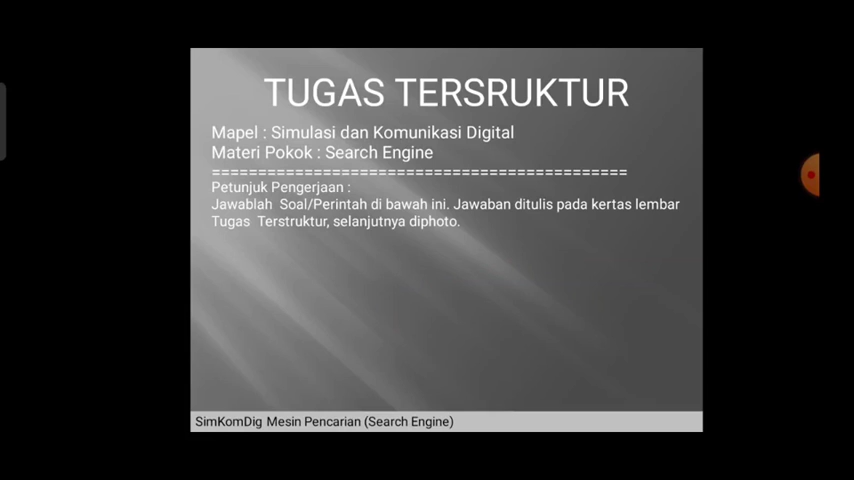 TUGAS TERSRUKTUR
Mapel : Simulasi dan Komunikasi Digital
Materi Pokok : Search Engine
=============================================
Petunjuk Pengerjaan :
Jawablah  Soal/Perintah di bawah ini. Jawaban ditulis pada kertas lembar
Tugas  Terstruktur, selanjutnya diphoto.
SimKomDig Mesin Pencarian (Search Engine)